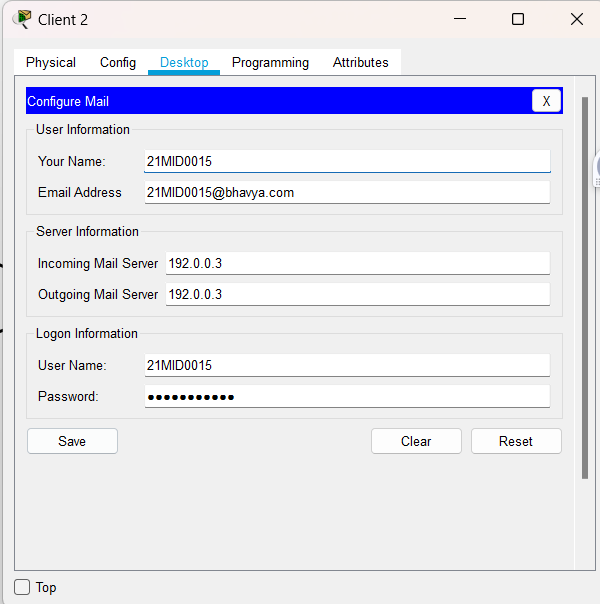 Client 2
Physical Config Desktop Programming Attributes
Configure Mail X
User Information
Your Name: 21MID0015
Email Address 21MID0015@bhavya.com
Server Information
Incoming Mail Server 192.0.0.3
Outgoing Mail Server 192.0.0.3
Logon Information
User Name: 21MID0015
Password: ●●●●●●●●●●●
Save Clear Reset
Top